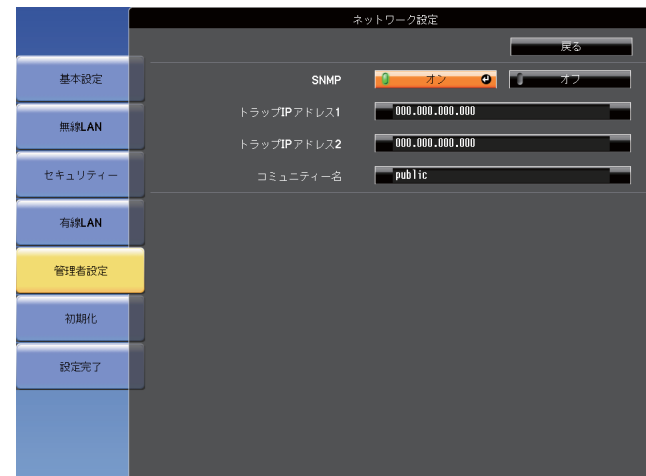 ネットワーク設定
戻る
基本設定
無線LAN
セキュリティー
有線LAN
管理者設定
初期化
設定完了
SNMP オン オフ
トラップIPアドレス1 000.000.000.000
トラップIPアドレス2 000.000.000.000
コミュニティー名 public